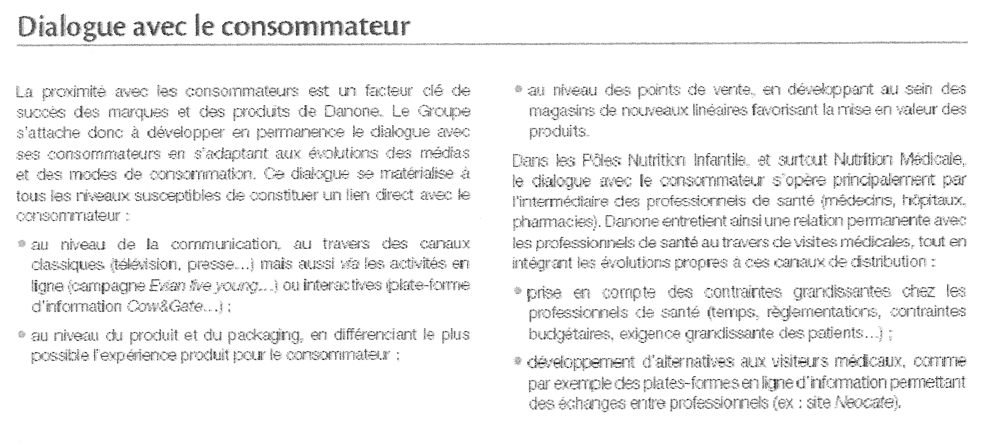 Dialogue avec le consommateur
La proximité avec les consommateurs est un facteur clé de
succès des marques et des produits de Danone. Le Groupe
s'attache donc à développer en permanence le dialogue avec
ses consommateurs en s'adaptant aux évolutions des médias
et des modes de consommation. Ce dialogue se matérialise à
tous les niveaux susceptibles de constituer un lien direct avec le
consommateur :
• au niveau de la communication, au travers des canaux
classiques (télévision, presse...) mais aussi via les activités en
ligne (campagne Evian live young...) ou interactives (plate-forme
d'information Cow&Gate...) ;
• au niveau du produit et du packaging, en différenciant le plus
possible l'expérience produit pour le consommateur ;
• au niveau des points de vente, en développant au sein des
magasins de nouveaux linéaires favorisant la mise en valeur des
produits.
Dans les Pôles Nutrition Infantile, et surtout Nutrition Médicale,
le dialogue avec le consommateur s'opère principalement par
l'intermédiaire des professionnels de santé (médecins, hôpitaux,
pharmacies). Danone entretient ainsi une relation permanente avec
les professionnels de santé au travers de visites médicales, tout en
intégrant les évolutions propres à ces canaux de distribution :
• prise en compte des contraintes grandissantes chez les
professionnels de santé (temps, règlementations, contraintes
budgétaires, exigence grandissante des patients...) ;
• développement d'alternatives aux visiteurs médicaux, comme
par exemple des plates-formes en ligne d'information permettant
des échanges entre professionnels (ex : site Neocate).